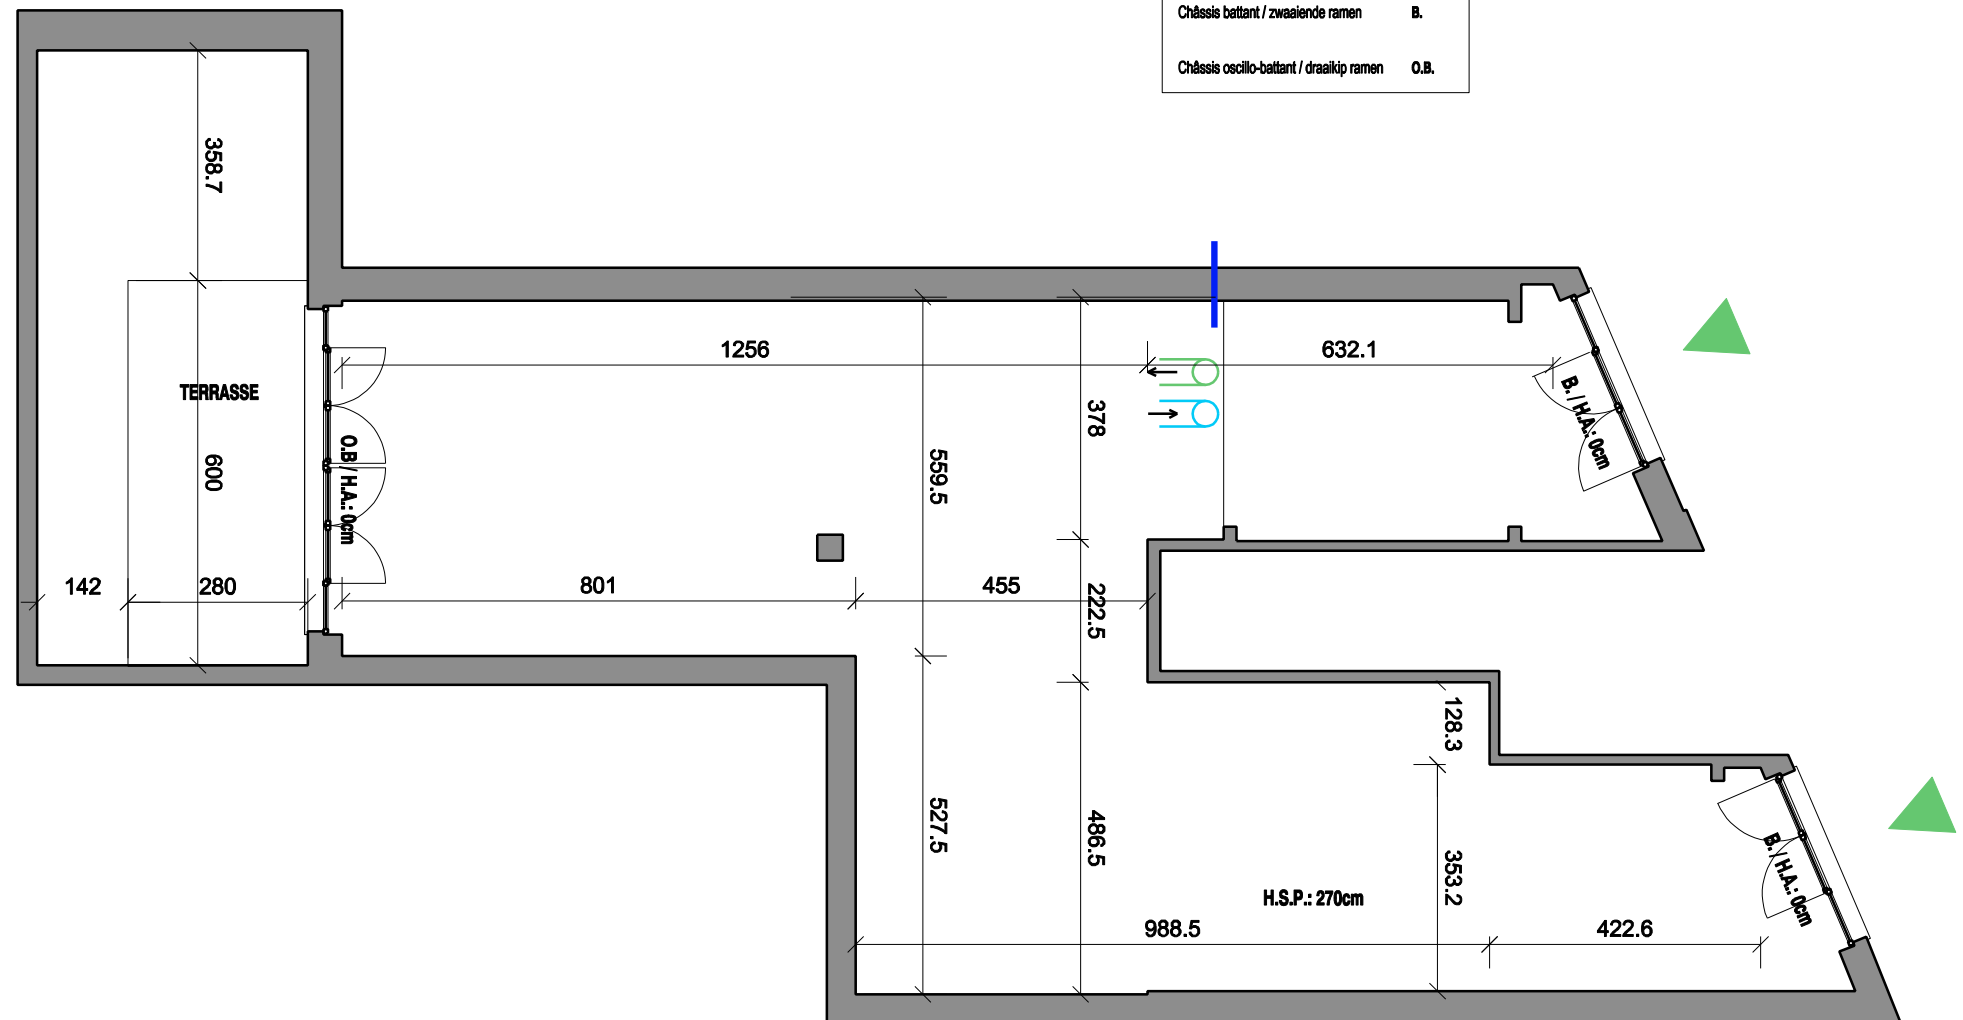 Châssis battant / zwaaiende ramen B.
Châssis oscillo-battant / draaikip ramen O.B.
358.7
1256
632.1
TERRASSE
378
B. / H.A.: 0cm
O.B / H.A.: 0cm
600
559.5
142
280
801
455
222.5
128.3
527.5
486.5
353.2
B. / H.A.: 0cm
H.S.P.: 270cm
988.5
422.6